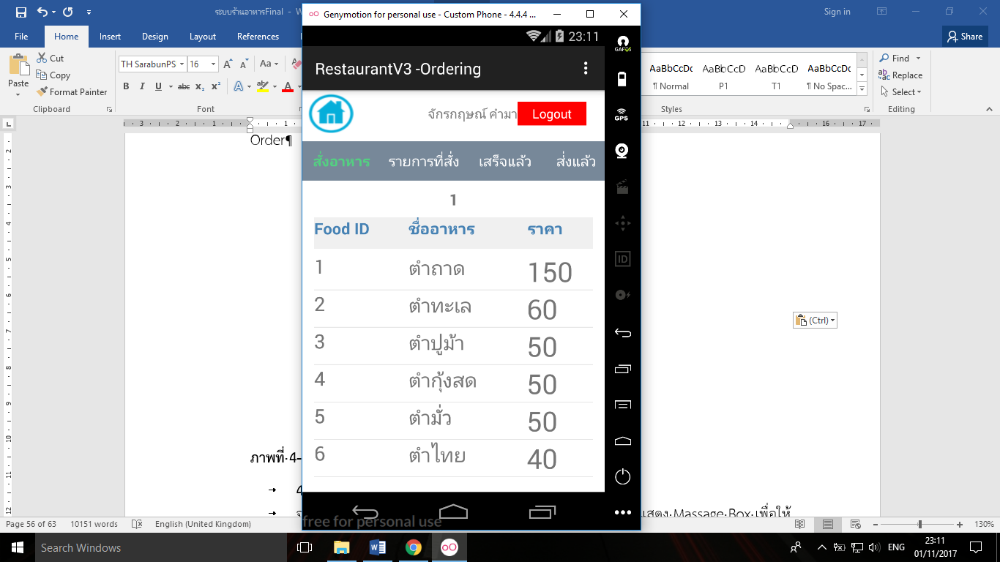 ระบบร้านอาหารFinal - W
Genymotion for personal use - Custom Phone - 4.4.4 ...
Sign in
File Home Insert Design Layout References
Share
Cut
Copy
Format Painter
Paste
Clipboard
TH SarabunPS 16
B I U abc x₂ x²
Font
AaBbCcDc AaBbCcD AaBbCcD AaBbCcDc
¶ Normal P1 T1 ¶ No Spac...
Styles
Find
Replace
Select
Editing
23:11
RestaurantV3 -Ordering
จักรกฤษณ์ คำมา Logout
สั่งอาหาร รายการที่สั่ง เสร็จแล้ว ส่งแล้ว
1
Food ID ชื่ออาหาร ราคา
1 ตำถาด 150
2 ตำทะเล 60
3 ตำปูม้า 50
4 ตำกุ้งสด 50
5 ตำมั่ว 50
6 ตำไทย 40
free for personal use
GPS
ID
Order¶
(Ctrl)
ภาพที่·4-
4
แสดง·Massage·Box·เพื่อให้
Page 56 of 63 10151 words English (United Kingdom) 130%
Search Windows
ENG
23:11
01/11/2017